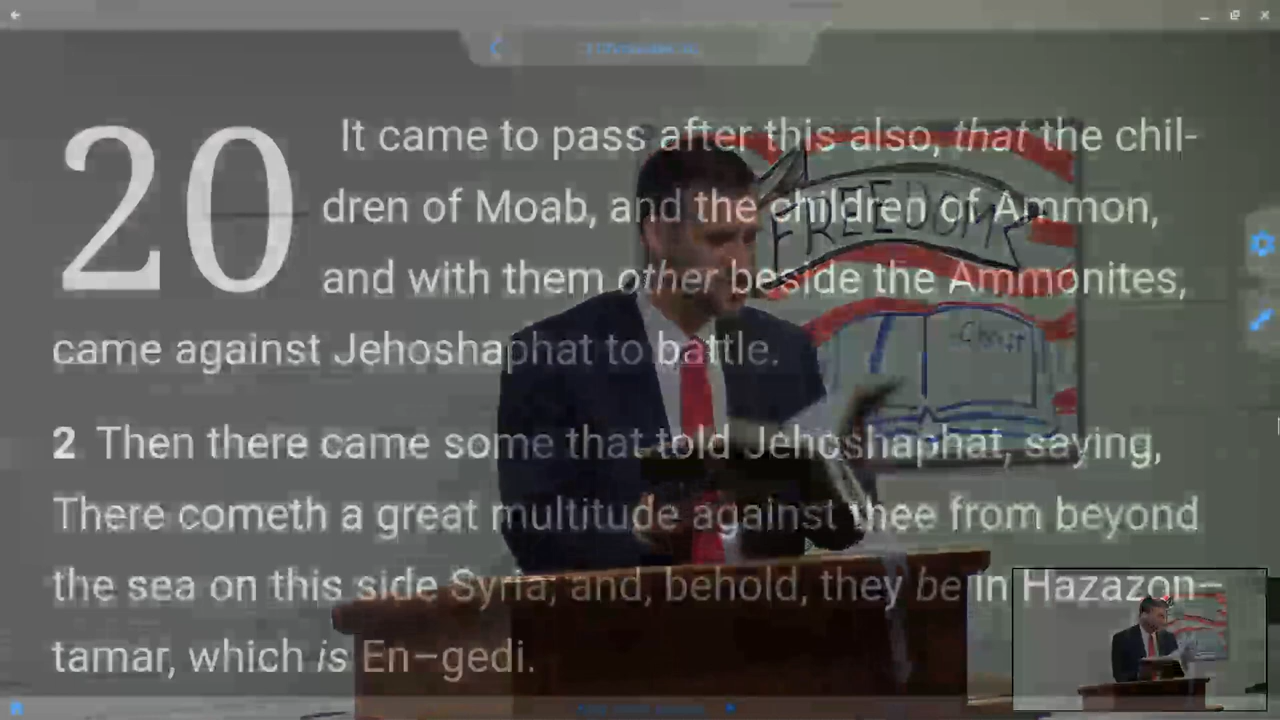 20 It came to pass after this also, that the chil-
dren of Moab, and the children of Ammon,
and with them other beside the Ammonites,
came against Jehoshaphat to battle.
2 Then there came some that told Jehoshaphat, saying,
There cometh a great multitude against thee from beyond
the sea on this side Syria; and, behold, they be in Hazazon–
tamar, which is En–gedi.
FREEDOM
-Christ